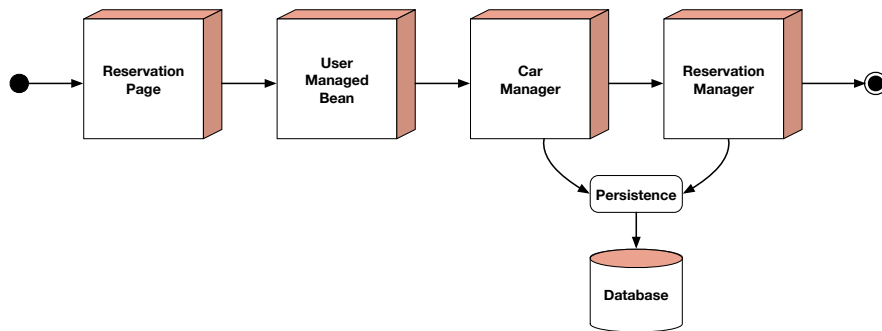 Reservation
Page
User
Managed
Bean
Car
Manager
Reservation
Manager
Persistence
Database